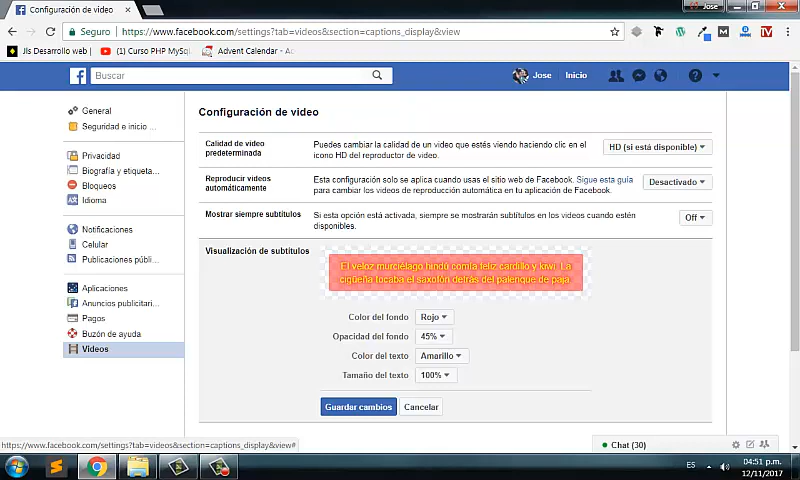 Configuración de video
Jose
Seguro
https://www.facebook.com/settings?tab=videos&section=captions_display&view
Jls Desarrollo web
(1) Curso PHP MySql
Advent Calendar - Ac
Buscar
Jose
Inicio
General
Seguridad e inicio ...
Privacidad
Biografía y etiqueta...
Bloqueos
Idioma
Notificaciones
Celular
Publicaciones públi...
Aplicaciones
Anuncios publicitari...
Pagos
Buzón de ayuda
Videos
Configuración de video
Calidad de video
predeterminada
Puedes cambiar la calidad de un video que estés viendo haciendo clic en el
icono HD del reproductor de video.
HD (si está disponible)
Reproducir videos
automáticamente
Esta configuración solo se aplica cuando usas el sitio web de Facebook. Sigue esta guía
para cambiar los videos de reproducción automática en tu aplicación de Facebook.
Desactivado
Mostrar siempre subtítulos
Si esta opción está activada, siempre se mostrarán subtítulos en los videos cuando estén
disponibles.
Off
Visualización de subtítulos
El veloz murciélago hindú comía feliz cardillo y kiwi. La
cigüeña tocaba el saxofón detrás del palenque de paja.
Color del fondo
Rojo
Opacidad del fondo
45%
Color del texto
Amarillo
Tamaño del texto
100%
Guardar cambios
Cancelar
https://www.facebook.com/settings?tab=videos&section=captions_display&view#
Chat (30)
ES
04:51 p.m.
12/11/2017